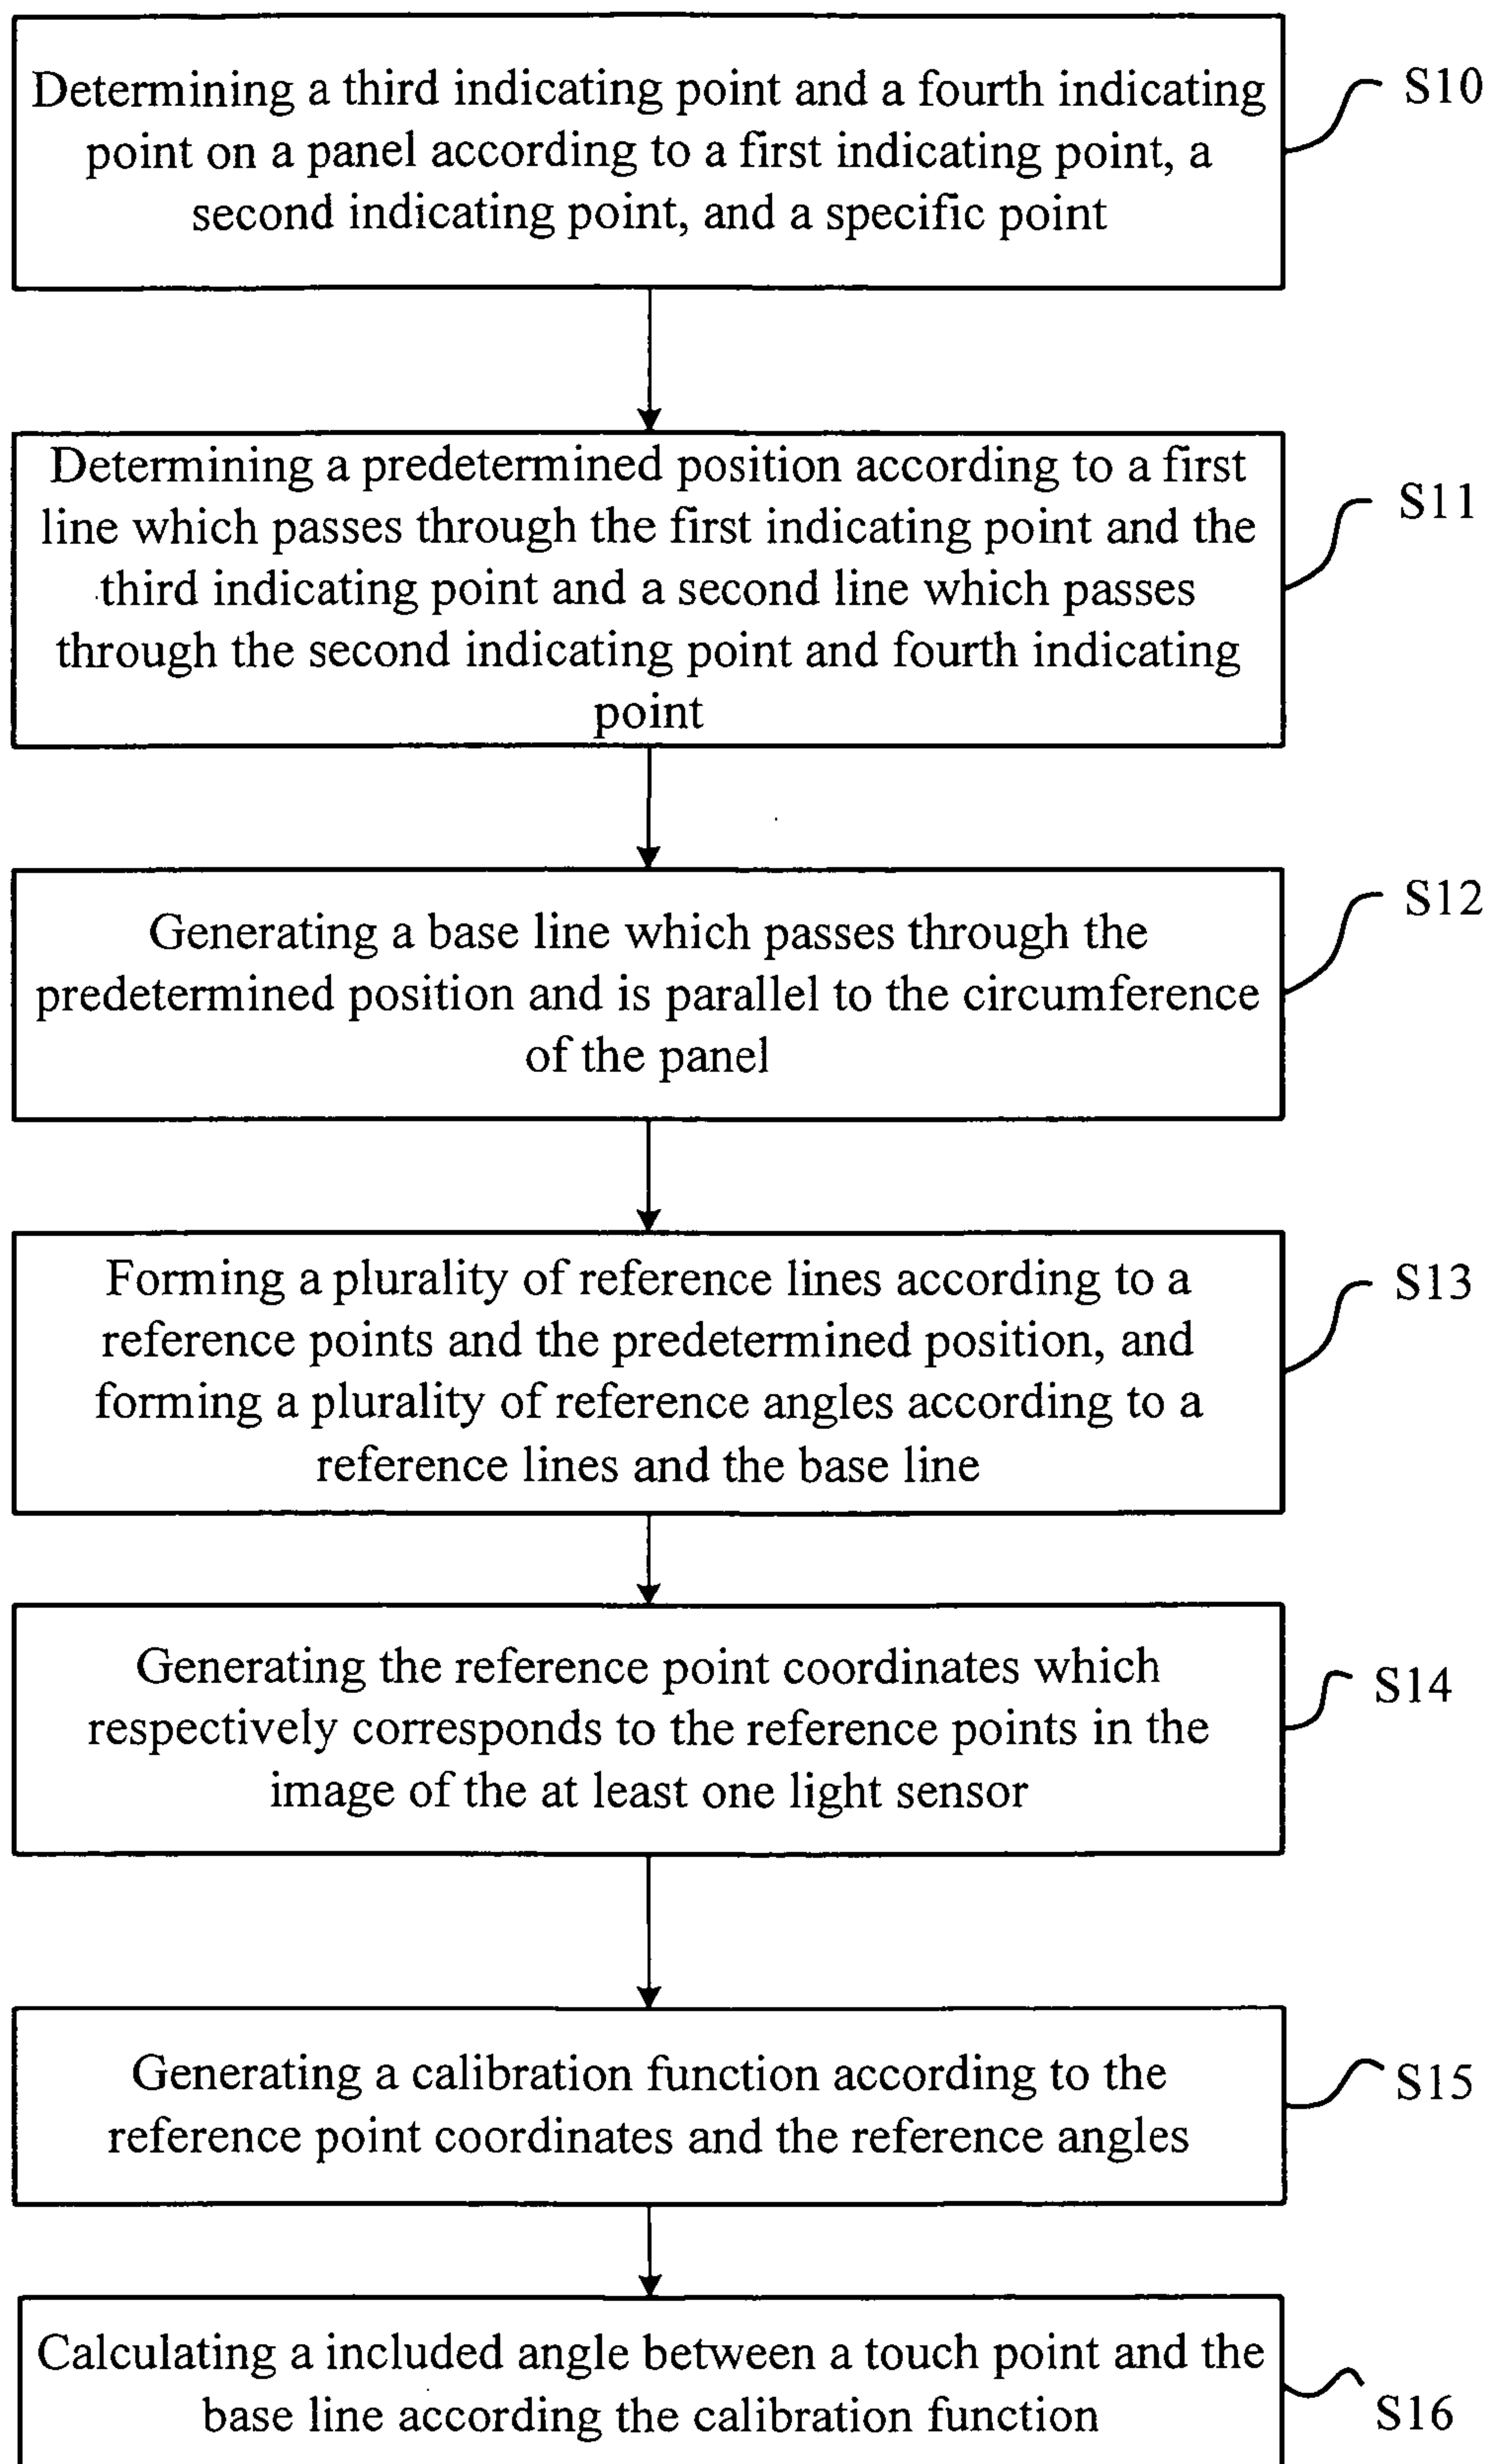 Determining a third indicating point and a fourth indicating
point on a panel according to a first indicating point, a
second indicating point, and a specific point
S10
Determining a predetermined position according to a first
line which passes through the first indicating point and the
third indicating point and a second line which passes
through the second indicating point and fourth indicating
point
S11
Generating a base line which passes through the
predetermined position and is parallel to the circumference
of the panel
S12
Forming a plurality of reference lines according to a
reference points and the predetermined position, and
forming a plurality of reference angles according to a
reference lines and the base line
S13
Generating the reference point coordinates which
respectively corresponds to the reference points in the
image of the at least one light sensor
S14
Generating a calibration function according to the
reference point coordinates and the reference angles
S15
Calculating a included angle between a touch point and the
base line according the calibration function
S16